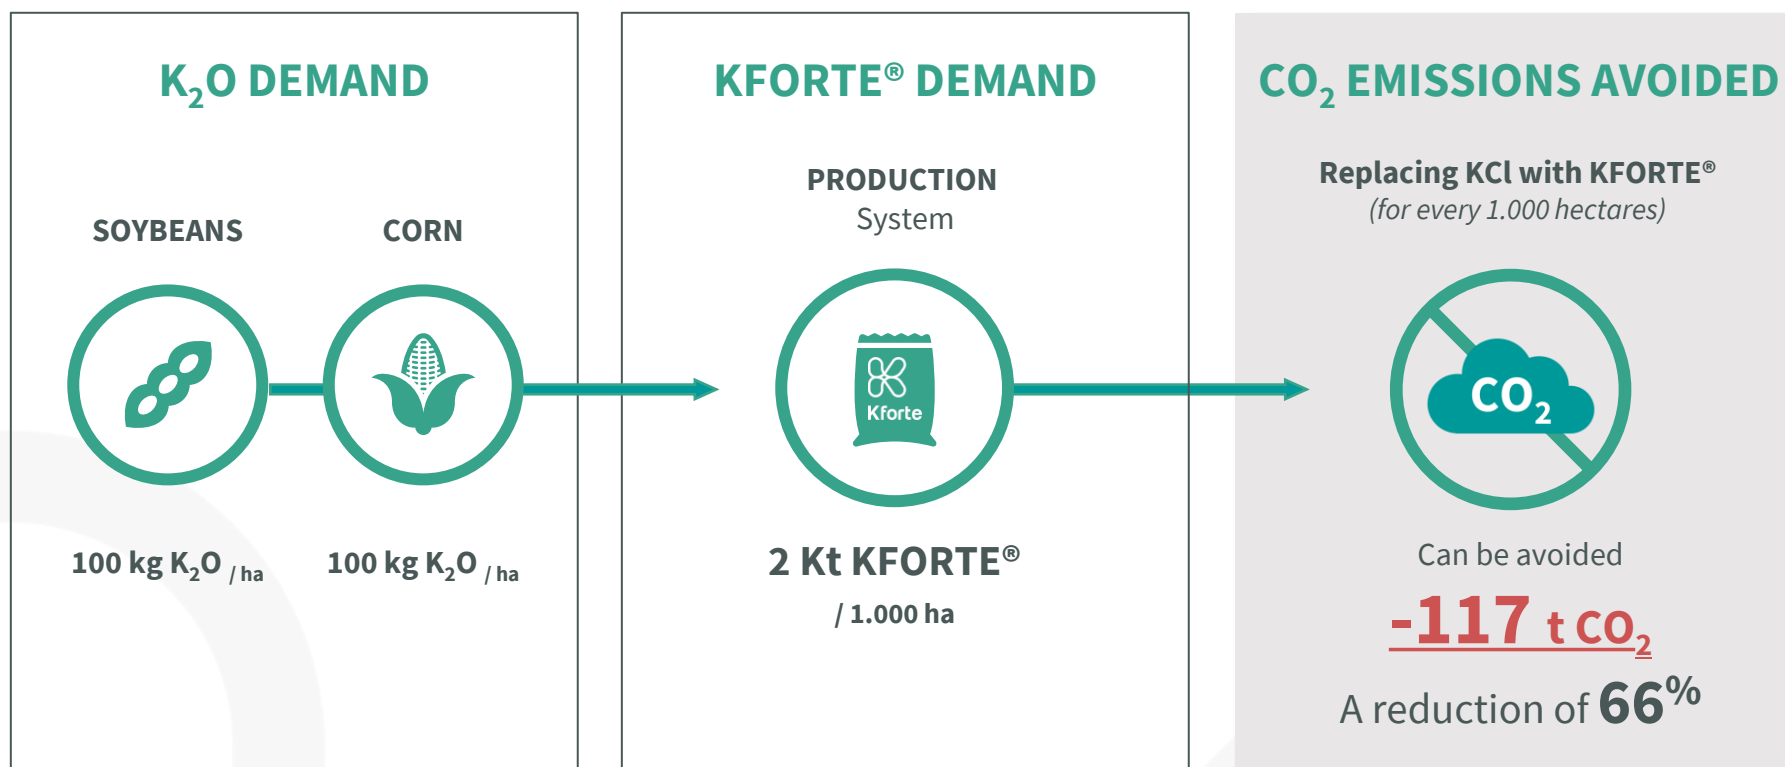 K₂O DEMAND
SOYBEANS
CORN
100 kg K₂O / ha
100 kg K₂O / ha
KFORTE® DEMAND
PRODUCTION
System
Kforte
2 Kt KFORTE®
/ 1.000 ha
CO₂ EMISSIONS AVOIDED
Replacing KCl with KFORTE®
(for every 1.000 hectares)
CO₂
Can be avoided
-117 t CO₂
A reduction of 66%